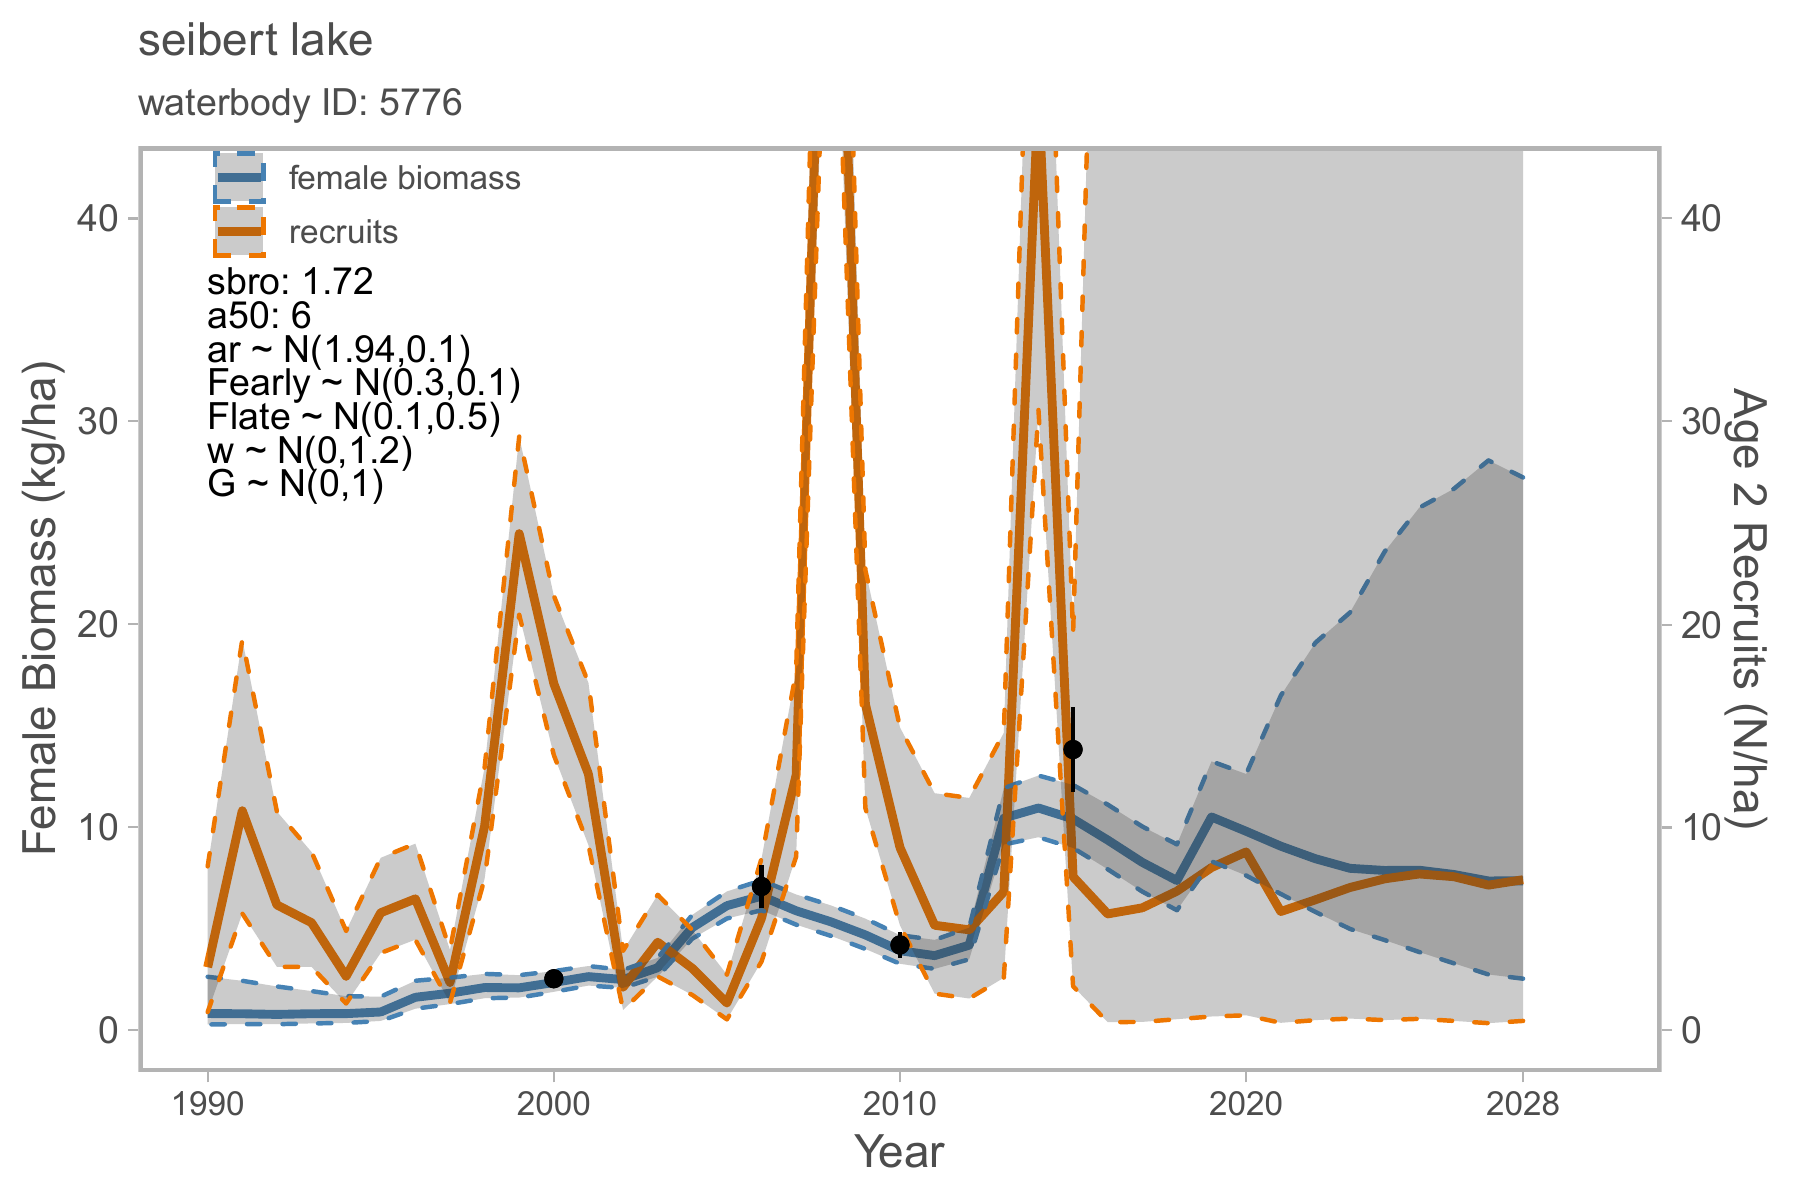 seibert lake
waterbody ID: 5776
female biomass
recruits
sbro: 1.72
a50: 6
ar ~ N(1.94,0.1)
Fearly ~ N(0.3,0.1)
Flate ~ N(0.1,0.5)
w ~ N(0,1.2)
G ~ N(0,1)
Female Biomass (kg/ha)
40
30
20
10
0
40
30
20
10
0
Age 2 Recruits (N/ha)
1990
2000
2010
2020
2028
Year